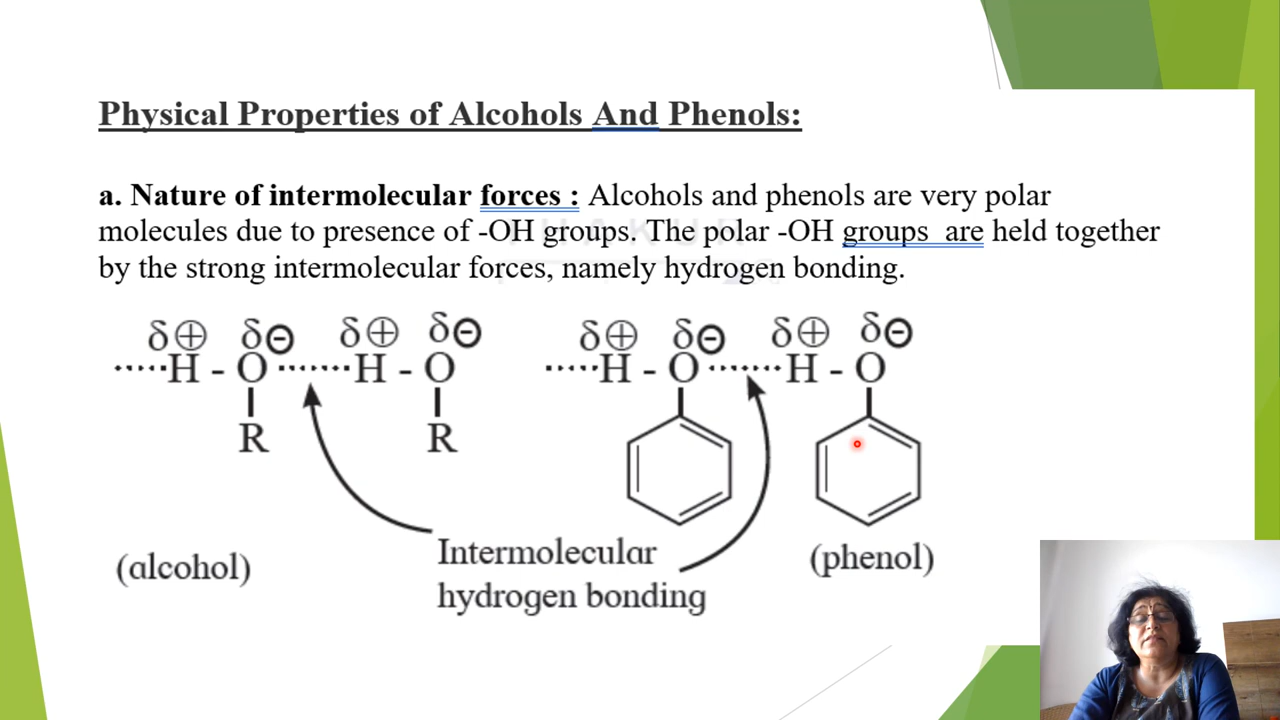 Physical Properties of Alcohols And Phenols:
a. Nature of intermolecular forces : Alcohols and phenols are very polar
molecules due to presence of -OH groups. The polar -OH groups are held together
by the strong intermolecular forces, namely hydrogen bonding.
δ⊕ δ⊖ δ⊕ δ⊖ δ⊕ δ⊖ δ⊕ δ⊖
·····H - O·······H - O ·····H - O·······H - O
R R
Intermolecular
hydrogen bonding
(alcohol) (phenol)